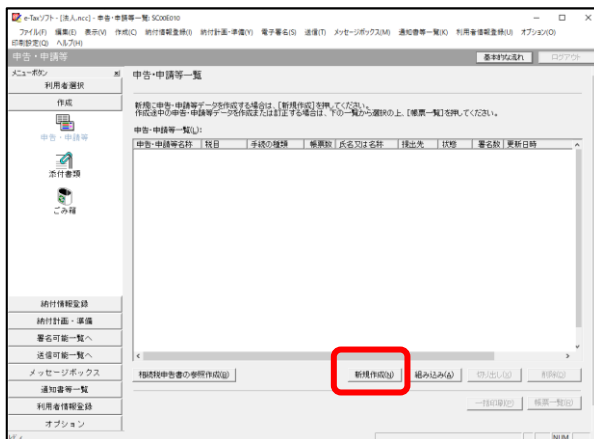 e-Taxソフト - [法人.ncc] - 申告・申請等一覧: SC00E010
ファイル(F) 編集(E) 表示(V) 作成(C) 納付情報登録(I) 納付計画・準備(Y) 電子署名(S) 送信(T) メッセージボックス(M) 通知書等一覧(K) 利用者情報登録(U) オプション(O)
印刷設定(Q) ヘルプ(H)
申告・申請等 基本的な流れ ログアウト
メニューボタン
利用者選択
作成
申告・申請等
添付書類
ごみ箱
納付情報登録
納付計画・準備
署名可能一覧へ
送信可能一覧へ
メッセージボックス
通知書等一覧
利用者情報登録
オプション
申告・申請等一覧
新規に申告・申請等データを作成する場合は、[新規作成]を押してください。
作成途中の申告・申請等データを作成または訂正する場合は、下の一覧から選択の上、[帳票一覧]を押してください。
申告・申請等一覧(L):
申告・申請等名称 税目 手続の種類 帳票数 氏名又は名称 提出先 状態 署名数 更新日時
相続税申告書の参照作成(W) 新規作成(N) 組み込み(A) 切り出し(X) 削除(D)
一括印刷(P) 帳票一覧(B)
NUM